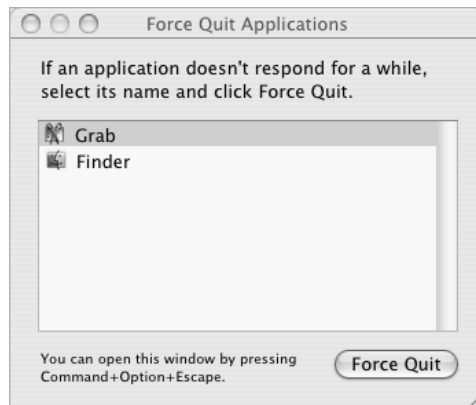 Force Quit Applications
If an application doesn't respond for a while,
select its name and click Force Quit.
Grab
Finder
You can open this window by pressing
Command+Option+Escape.
Force Quit